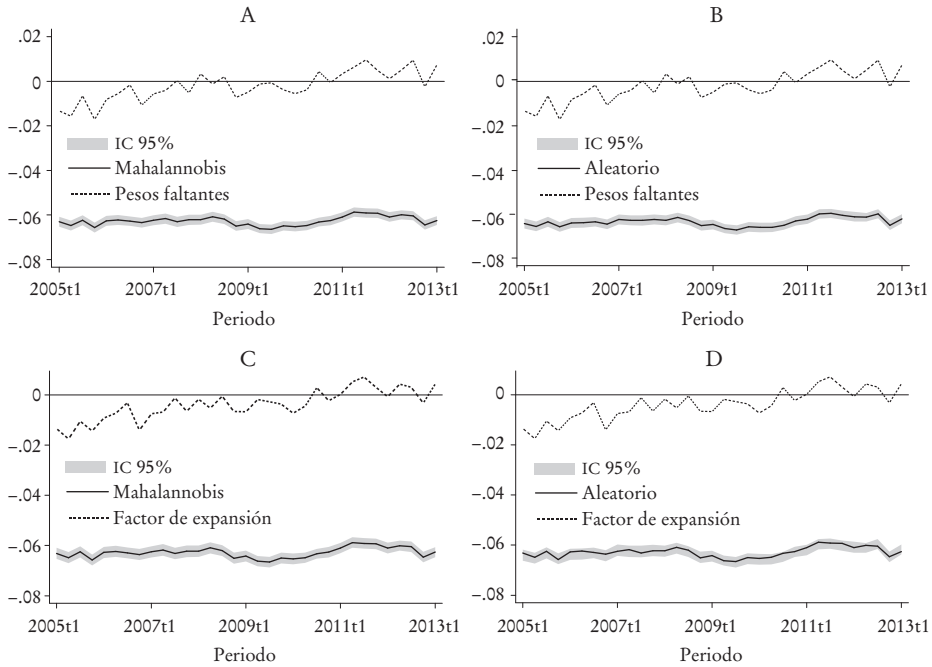 A
.02
0
–.02
–.04
–.06
–.08
IC 95%
Mahalannobis
Pesos faltantes
2005t1 2007t1 2009t1 2011t1 2013t1
Periodo
B
.02
0
–.02
–.04
–.06
–.08
IC 95%
Aleatorio
Pesos faltantes
2005t1 2007t1 2009t1 2011t1 2013t1
Periodo
C
0
–.02
–.04
–.06
–.08
IC 95%
Mahalannobis
Factor de expansión
2005t1 2007t1 2009t1 2011t1 2013t1
Periodo
D
0
–.02
–.04
–.06
–.08
IC 95%
Aleatorio
Factor de expansión
2005t1 2007t1 2009t1 2011t1 2013t1
Periodo